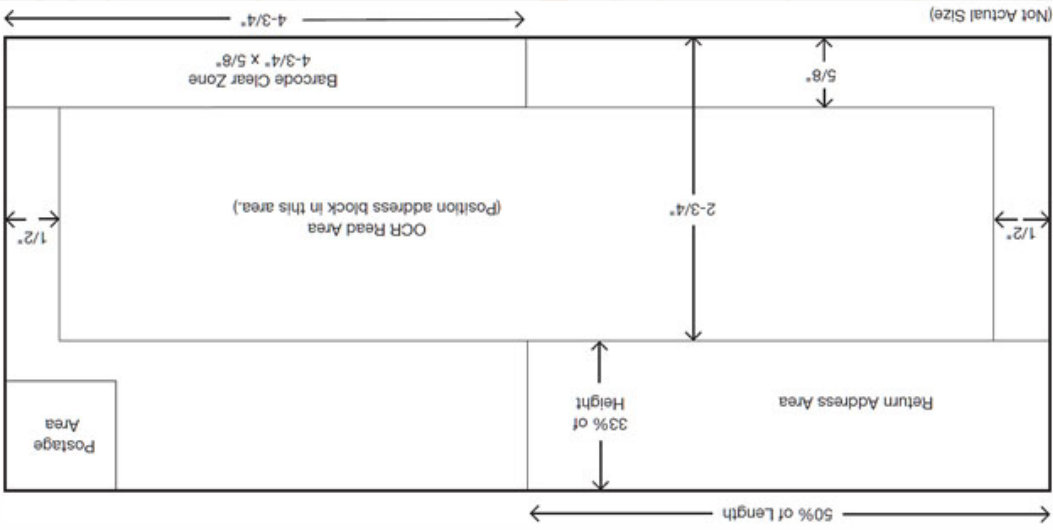 50% of Length
Return Address Area
33% of
Height
Postage
Area
1/2"
2-3/4"
OCR Read Area
(Position address block in this area.)
1/2"
5/8"
Barcode Clear Zone
4-3/4" x 5/8"
(Not Actual Size)
4-3/4"